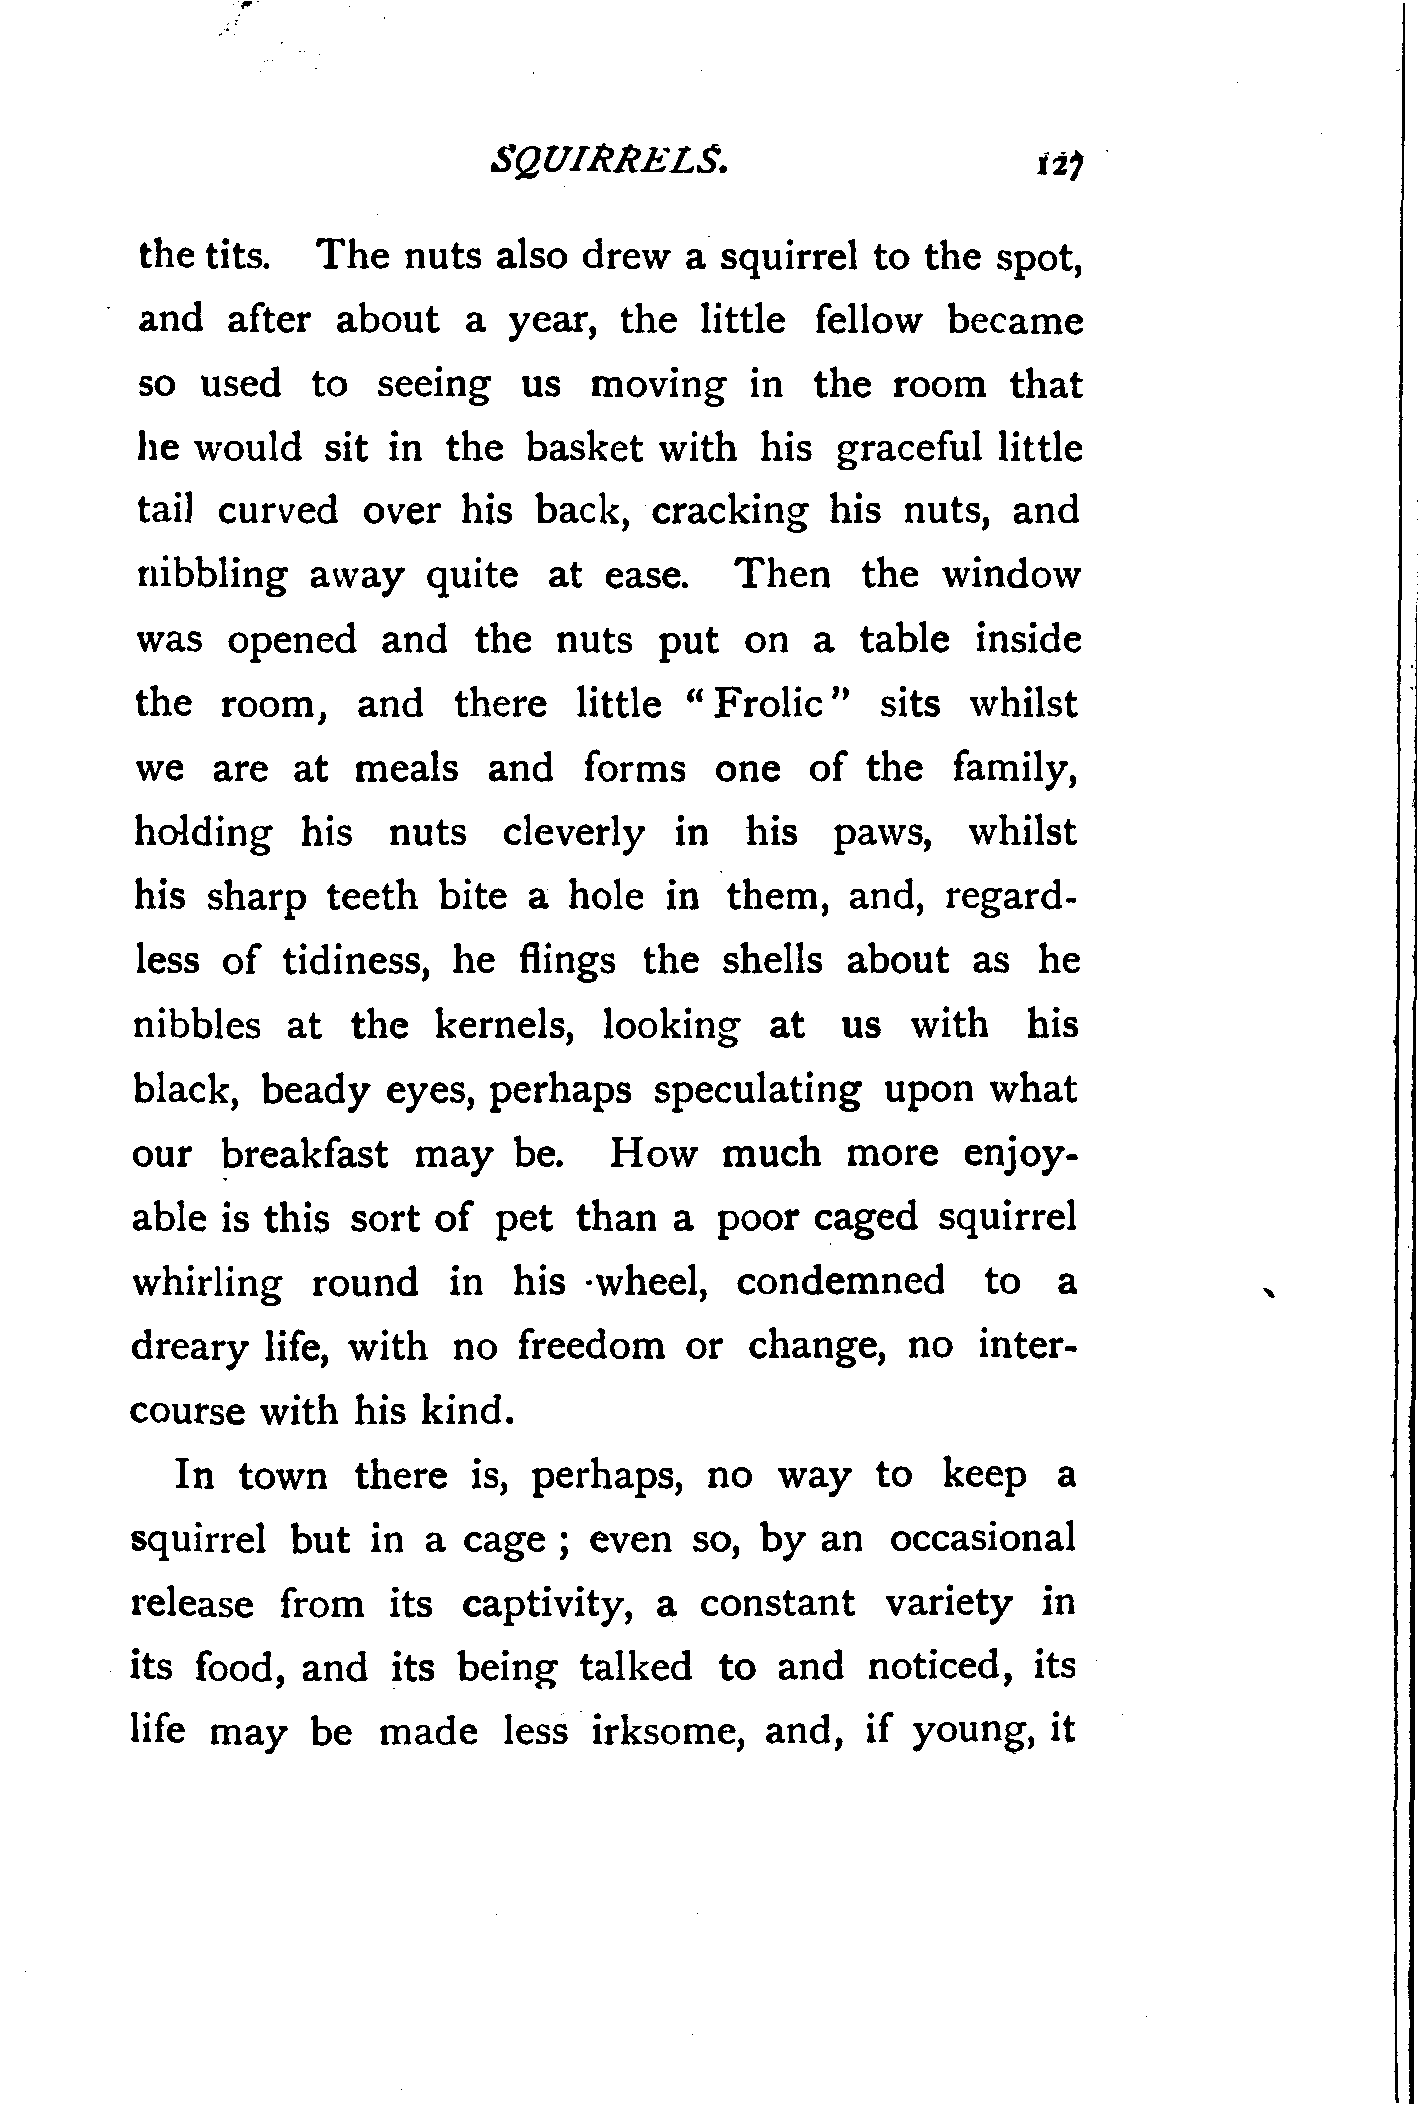 SQUIRRELS. 127
the tits. The nuts also drew a squirrel to the spot,
and after about a year, the little fellow became
so used to seeing us moving in the room that
he would sit in the basket with his graceful little
tail curved over his back, cracking his nuts, and
nibbling away quite at ease. Then the window
was opened and the nuts put on a table inside
the room, and there little “Frolic” sits whilst
we are at meals and forms one of the family,
holding his nuts cleverly in his paws, whilst
his sharp teeth bite a hole in them, and, regard-
less of tidiness, he flings the shells about as he
nibbles at the kernels, looking at us with his
black, beady eyes, perhaps speculating upon what
our breakfast may be. How much more enjoy-
able is this sort of pet than a poor caged squirrel
whirling round in his wheel, condemned to a
dreary life, with no freedom or change, no inter-
course with his kind.
In town there is, perhaps, no way to keep a
squirrel but in a cage ; even so, by an occasional
release from its captivity, a constant variety in
its food, and its being talked to and noticed, its
life may be made less irksome, and, if young, it